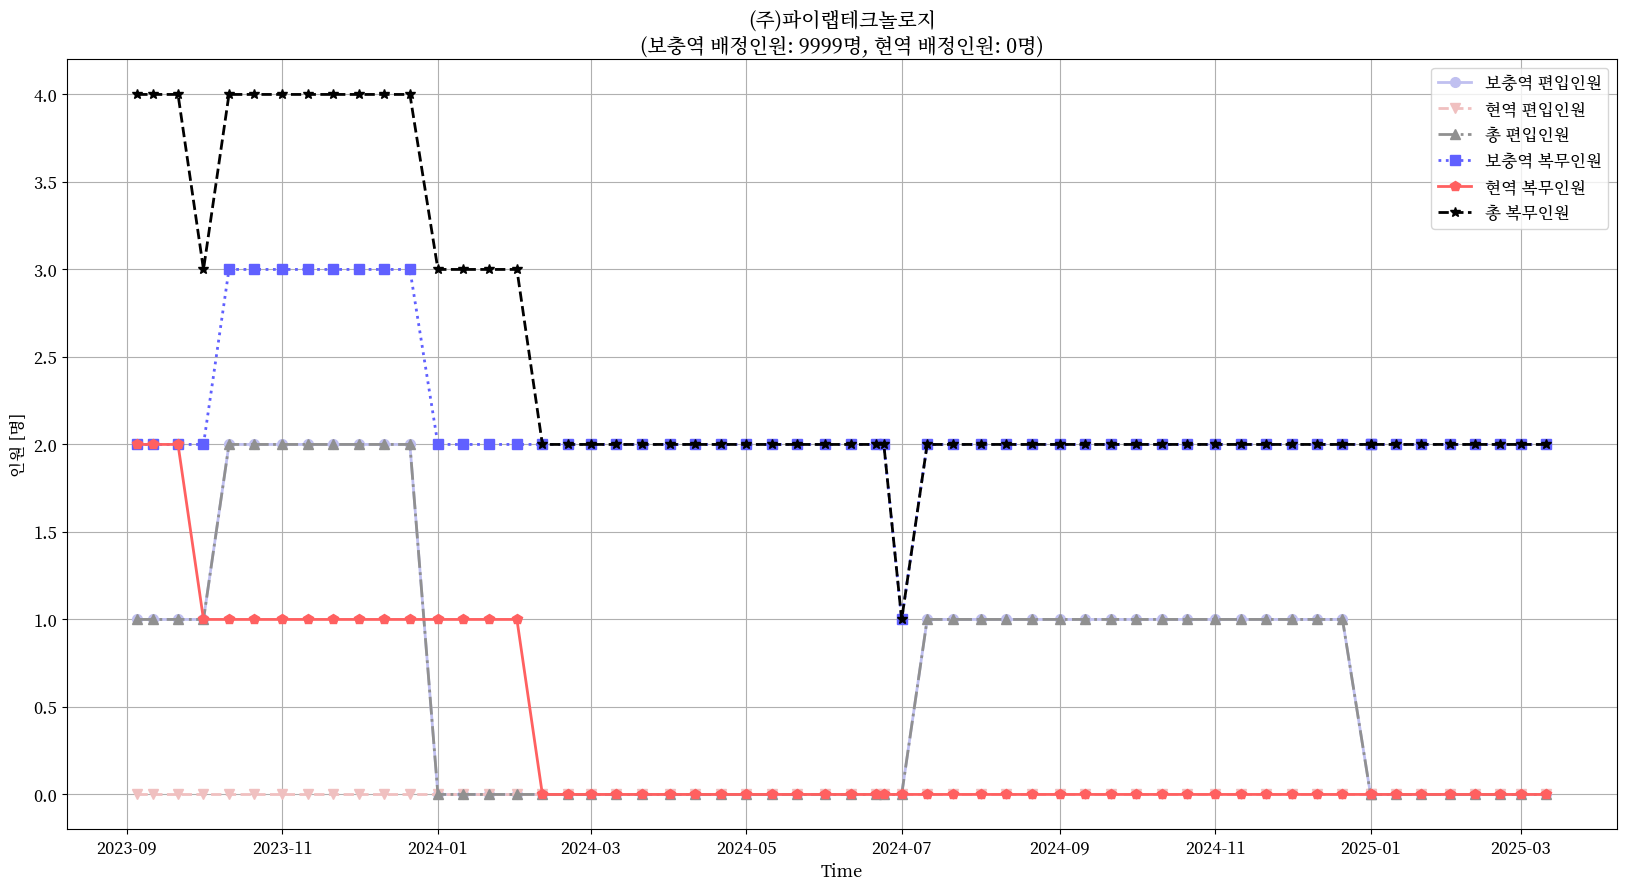 (주)파이랩테크놀로지
(보충역 배정인원: 9999명, 현역 배정인원: 0명)
보충역 편입인원
현역 편입인원
총 편입인원
보충역 복무인원
현역 복무인원
총 복무인원
인원 [명]
4.0
3.5
3.0
2.5
2.0
1.5
1.0
0.5
0.0
2023-09
2023-11
2024-01
2024-03
2024-05
2024-07
2024-09
2024-11
2025-01
2025-03
Time